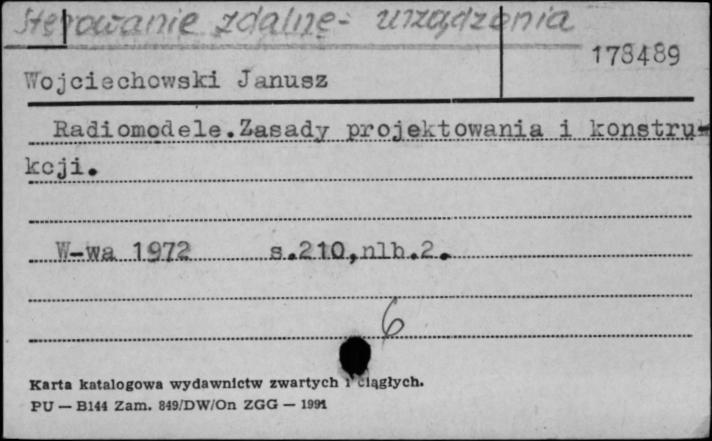 Sterowanie zdalne - urządzenia
178489
Wojciechowski Janusz
Radiomodele.Zasady projektowania i konstru-
kcji.
W-wa 1972 s.210,nlb.2.
6
Karta katalogowa wydawnictw zwartych i ciągłych.
PU — B144 Zam. 849/DW/On ZGG — 1991